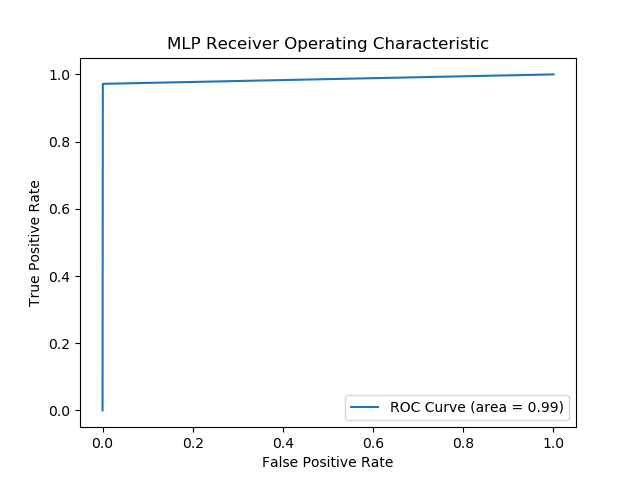 MLP Receiver Operating Characteristic
1.0
0.8
0.6
0.4
0.2
0.0
True Positive Rate
ROC Curve (area = 0.99)
0.0 0.2 0.4 0.6 0.8 1.0
False Positive Rate